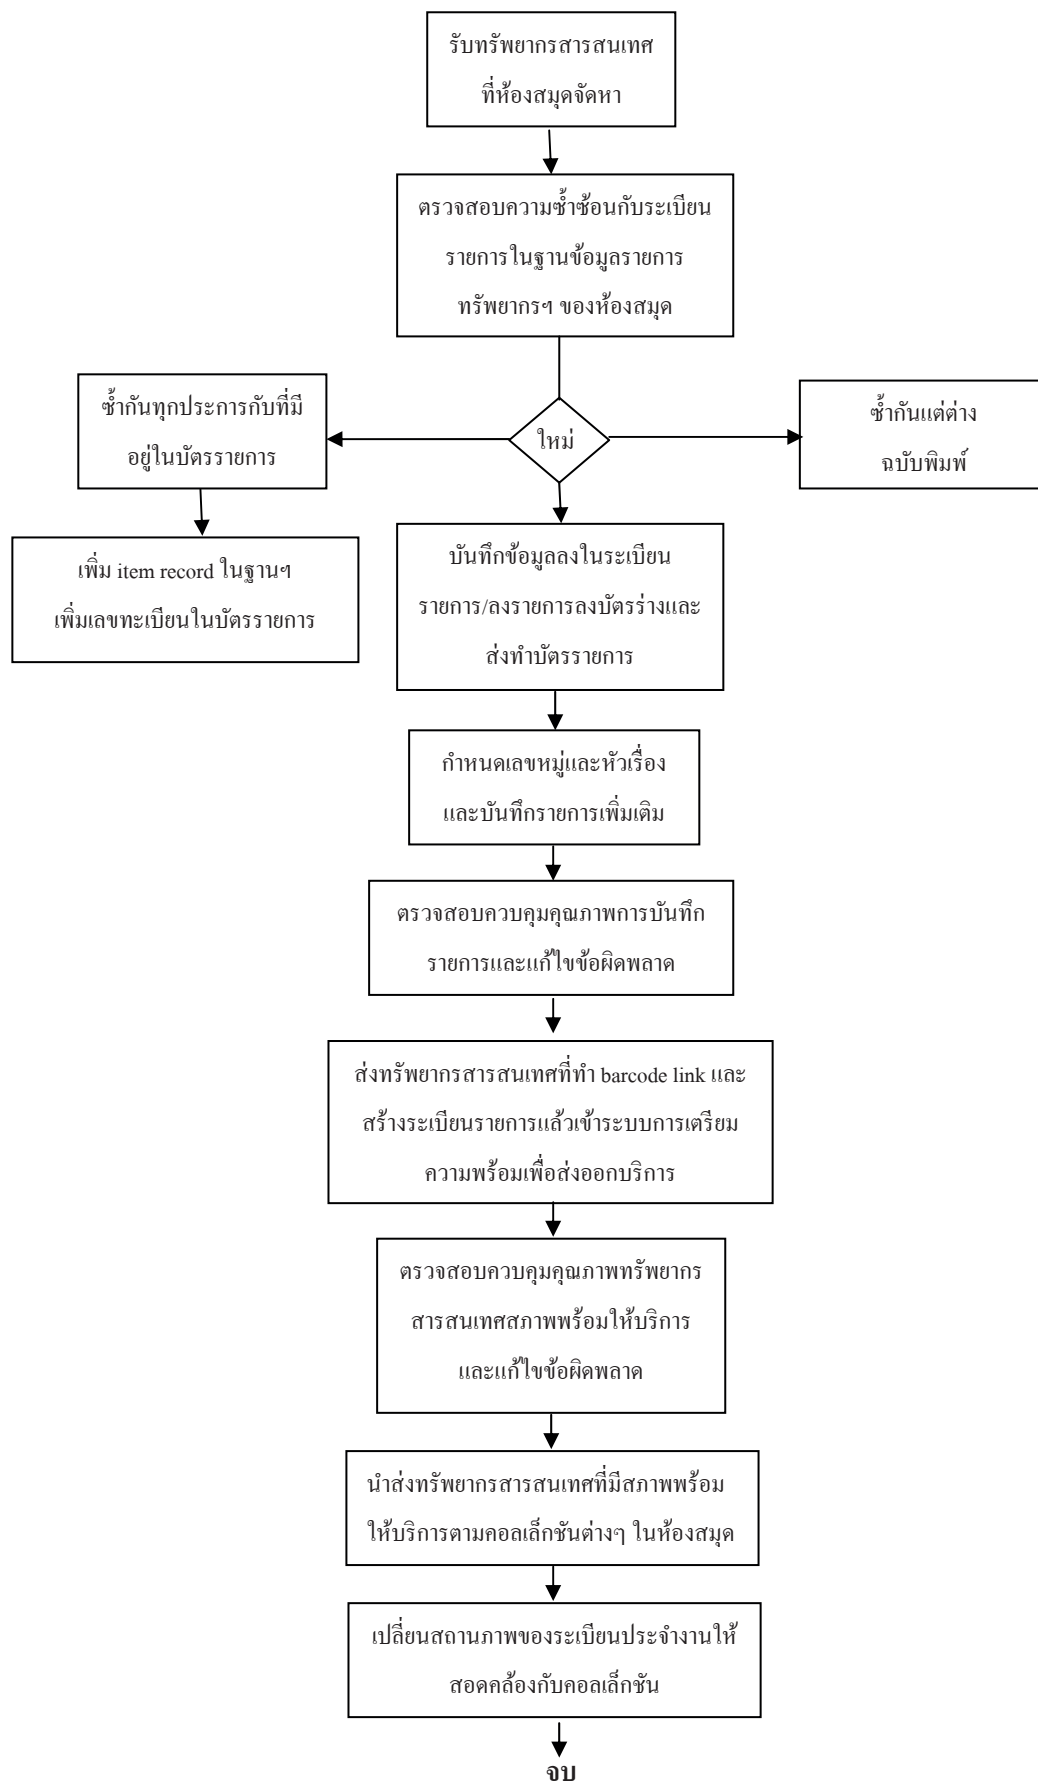 รับทรัพยากรสารสนเทศ
ที่ห้องสมุดจัดหา
ตรวจสอบความซ้ำซ้อนกับระเบียน
รายการในฐานข้อมูลรายการ
ทรัพยากรฯ ของห้องสมุด
ซ้ำกันทุกประการกับที่มี
อยู่ในบัตรรายการ
ใหม่
ซ้ำกันแต่ต่าง
ฉบับพิมพ์
เพิ่ม item record ในฐานฯ
เพิ่มเลขทะเบียนในบัตรรายการ
บันทึกข้อมูลลงในระเบียน
รายการ/ลงรายการลงบัตรร่างและ
ส่งทำบัตรรายการ
กำหนดเลขหมู่และหัวเรื่อง
และบันทึกรายการเพิ่มเติม
ตรวจสอบควบคุมคุณภาพการบันทึก
รายการและแก้ไขข้อผิดพลาด
ส่งทรัพยากรสารสนเทศที่ทำ barcode link และ
สร้างระเบียนรายการแล้วเข้าระบบการเตรียม
ความพร้อมเพื่อส่งออกบริการ
ตรวจสอบควบคุมคุณภาพทรัพยากร
สารสนเทศสภาพพร้อมให้บริการ
และแก้ไขข้อผิดพลาด
นำส่งทรัพยากรสารสนเทศที่มีสภาพพร้อม
ให้บริการตามคอลเล็กชันต่างๆ ในห้องสมุด
เปลี่ยนสถานภาพของระเบียนประจำงานให้
สอดคล้องกับคอลเล็กชัน
จบ